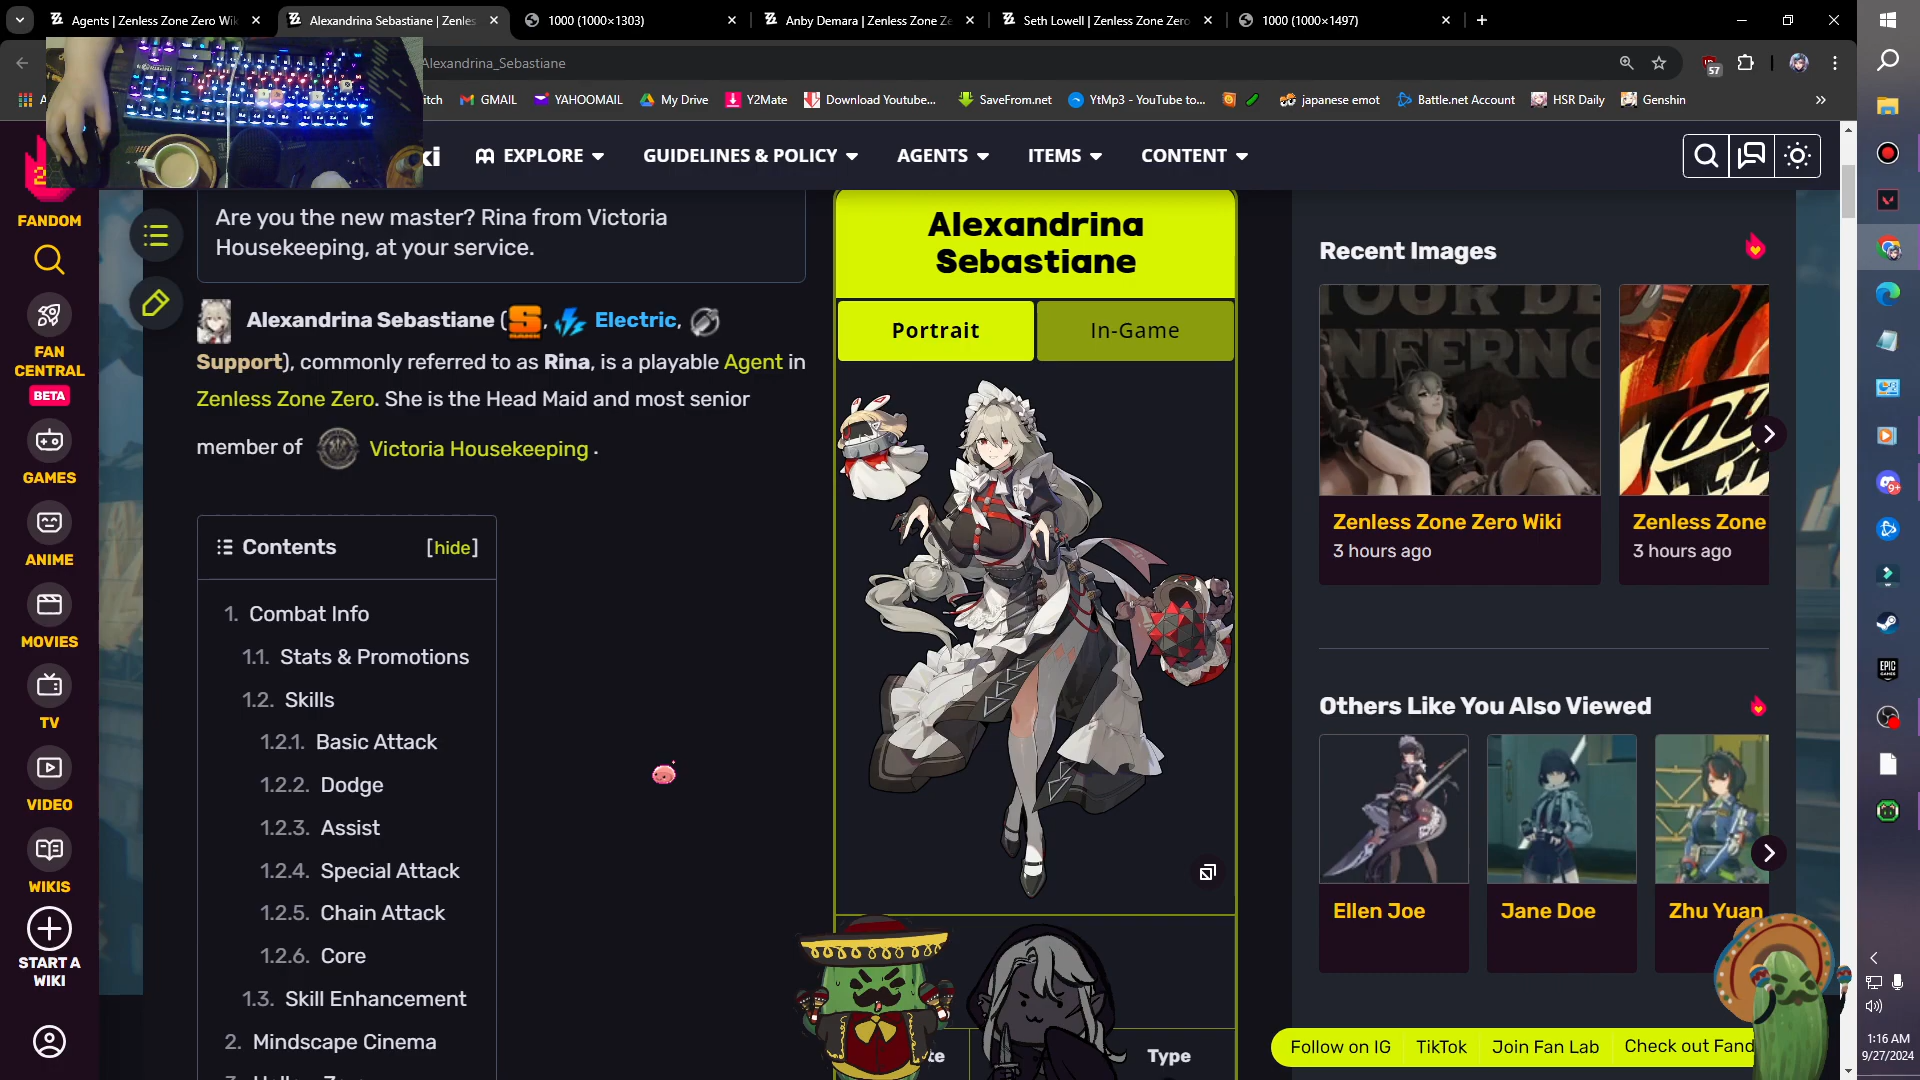 Agents | Zenless Zone Zero Wi
Alexandrina Sebastiane | Zenles
1000 (1000×1303)
Anby Demara | Zenless Zone Ze
Seth Lowell | Zenless Zone Zero
1000 (1000×1497)
Alexandrina_Sebastiane
57
itch
GMAIL
YAHOOMAIL
My Drive
Y2Mate
Download Youtube...
SaveFrom.net
YtMp3 - YouTube to...
japanese emot
Battle.net Account
HSR Daily
Genshin
ki
EXPLORE
GUIDELINES & POLICY
AGENTS
ITEMS
CONTENT
FANDOM
FAN CENTRAL
BETA
GAMES
ANIME
MOVIES
TV
VIDEO
WIKIS
START A WIKI
Are you the new master? Rina from Victoria
Housekeeping, at your service.
Alexandrina Sebastiane (S, Electric,
Support), commonly referred to as Rina, is a playable Agent in
Zenless Zone Zero. She is the Head Maid and most senior
member of Victoria Housekeeping .
Contents [hide]
1. Combat Info
1.1. Stats & Promotions
1.2. Skills
1.2.1. Basic Attack
1.2.2. Dodge
1.2.3. Assist
1.2.4. Special Attack
1.2.5. Chain Attack
1.2.6. Core
1.3. Skill Enhancement
2. Mindscape Cinema
Alexandrina
Sebastiane
Portrait
In-Game
te
Type
Recent Images
Zenless Zone Zero Wiki
3 hours ago
Zenless Zone
3 hours ago
Others Like You Also Viewed
Ellen Joe
Jane Doe
Zhu Yuan
Follow on IG
TikTok
Join Fan Lab
Check out Fand
9+
EPIC
GAMES
1:16 AM
9/27/2024